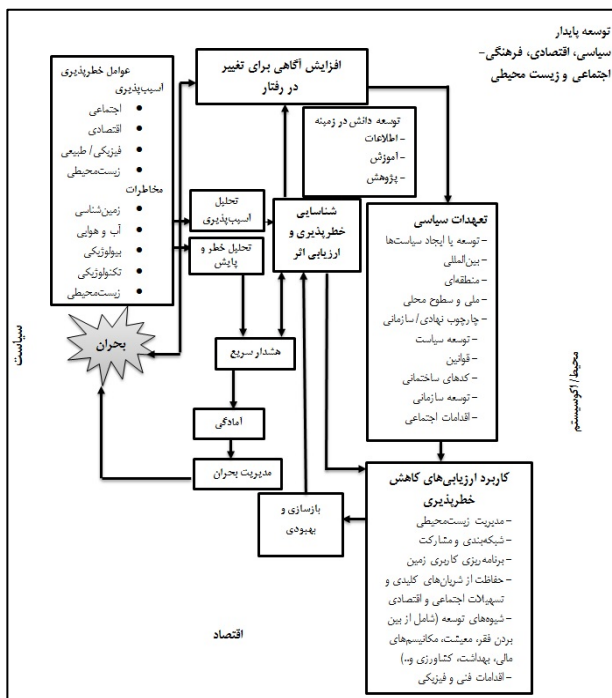 توسعه پایدار
سیاسی، اقتصادی، فرهنگی-
اجتماعی و زیست محیطی
عوامل خطرپذیری
آسیب‌پذیری
● اجتماعی
● اقتصادی
● فیزیکی/ طبیعی
● زیست‌محیطی
مخاطرات
● زمین‌شناسی
● آب و هوایی
● بیولوژیکی
● تکنولوژیکی
● زیست‌محیطی
افزایش آگاهی برای تغییر
در رفتار
توسعه دانش در زمینه
- اطلاعات
- آموزش
- پژوهش
تحلیل
آسیب‌پذیری
تحلیل خطر و
پایش
شناسایی
خطرپذیری و
ارزیابی اثر
تعهدات سیاسی
- توسعه یا ایجاد سیاست‌ها
- بین‌المللی
- منطقه‌ای
- ملی و سطوح محلی
- چارچوب نهادی/ سازمانی
- توسعه سیاست
- قوانین
- کدهای ساختمانی
- توسعه سازمانی
- اقدامات اجتماعی
بحران
هشدار سریع
آمادگی
مدیریت بحران
بازسازی و
بهبودی
کاربرد ارزیابی‌های کاهش
خطرپذیری
- مدیریت زیست‌محیطی
- شبکه‌بندی و مشارکت
- برنامه‌ریزی کاربری زمین
- حفاظت از شریان‌های کلیدی و
تسهیلات اجتماعی و اقتصادی
- شیوه‌های توسعه (شامل از بین
بردن فقر، معیشت، مکانیسم‌های
مالی، بهداشت، کشاورزی و..)
- اقدامات فنی و فیزیکی
سیاست
محیط/ اکوسیستم
اقتصاد